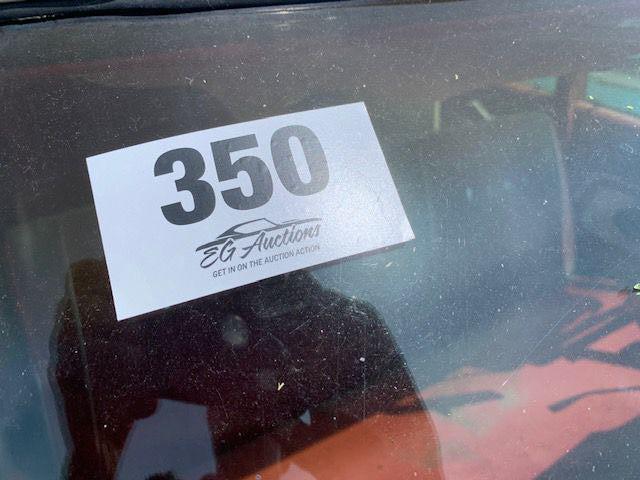 350
EG Auctions
GET IN ON THE AUCTION ACTION